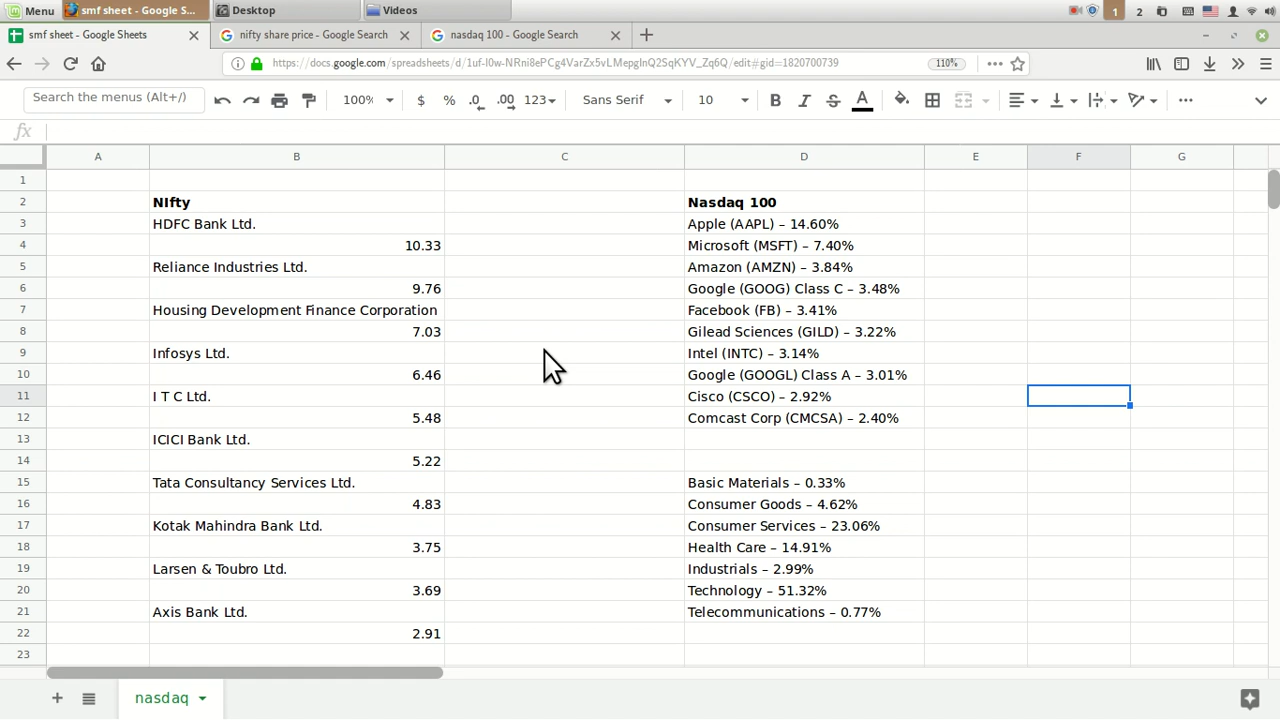 Menu smf sheet - Google S... Desktop Videos 1 2
smf sheet - Google Sheets nifty share price - Google Search nasdaq 100 - Google Search
https://docs.google.com/spreadsheets/d/1uf-I0w-NRni8ePCg4VarZx5vLMepgInQ2SqKYV_Zq6Q/edit#gid=1820700739 110%
Search the menus (Alt+/) 100% $ % .0 .00 123 Sans Serif 10 B I S A
fx
A B C D E F G
1
2 NIfty Nasdaq 100
3 HDFC Bank Ltd. Apple (AAPL) – 14.60%
4 10.33 Microsoft (MSFT) – 7.40%
5 Reliance Industries Ltd. Amazon (AMZN) – 3.84%
6 9.76 Google (GOOG) Class C – 3.48%
7 Housing Development Finance Corporation Facebook (FB) – 3.41%
8 7.03 Gilead Sciences (GILD) – 3.22%
9 Infosys Ltd. Intel (INTC) – 3.14%
10 6.46 Google (GOOGL) Class A – 3.01%
11 I T C Ltd. Cisco (CSCO) – 2.92%
12 5.48 Comcast Corp (CMCSA) – 2.40%
13 ICICI Bank Ltd.
14 5.22
15 Tata Consultancy Services Ltd. Basic Materials – 0.33%
16 4.83 Consumer Goods – 4.62%
17 Kotak Mahindra Bank Ltd. Consumer Services – 23.06%
18 3.75 Health Care – 14.91%
19 Larsen & Toubro Ltd. Industrials – 2.99%
20 3.69 Technology – 51.32%
21 Axis Bank Ltd. Telecommunications – 0.77%
22 2.91
23
nasdaq